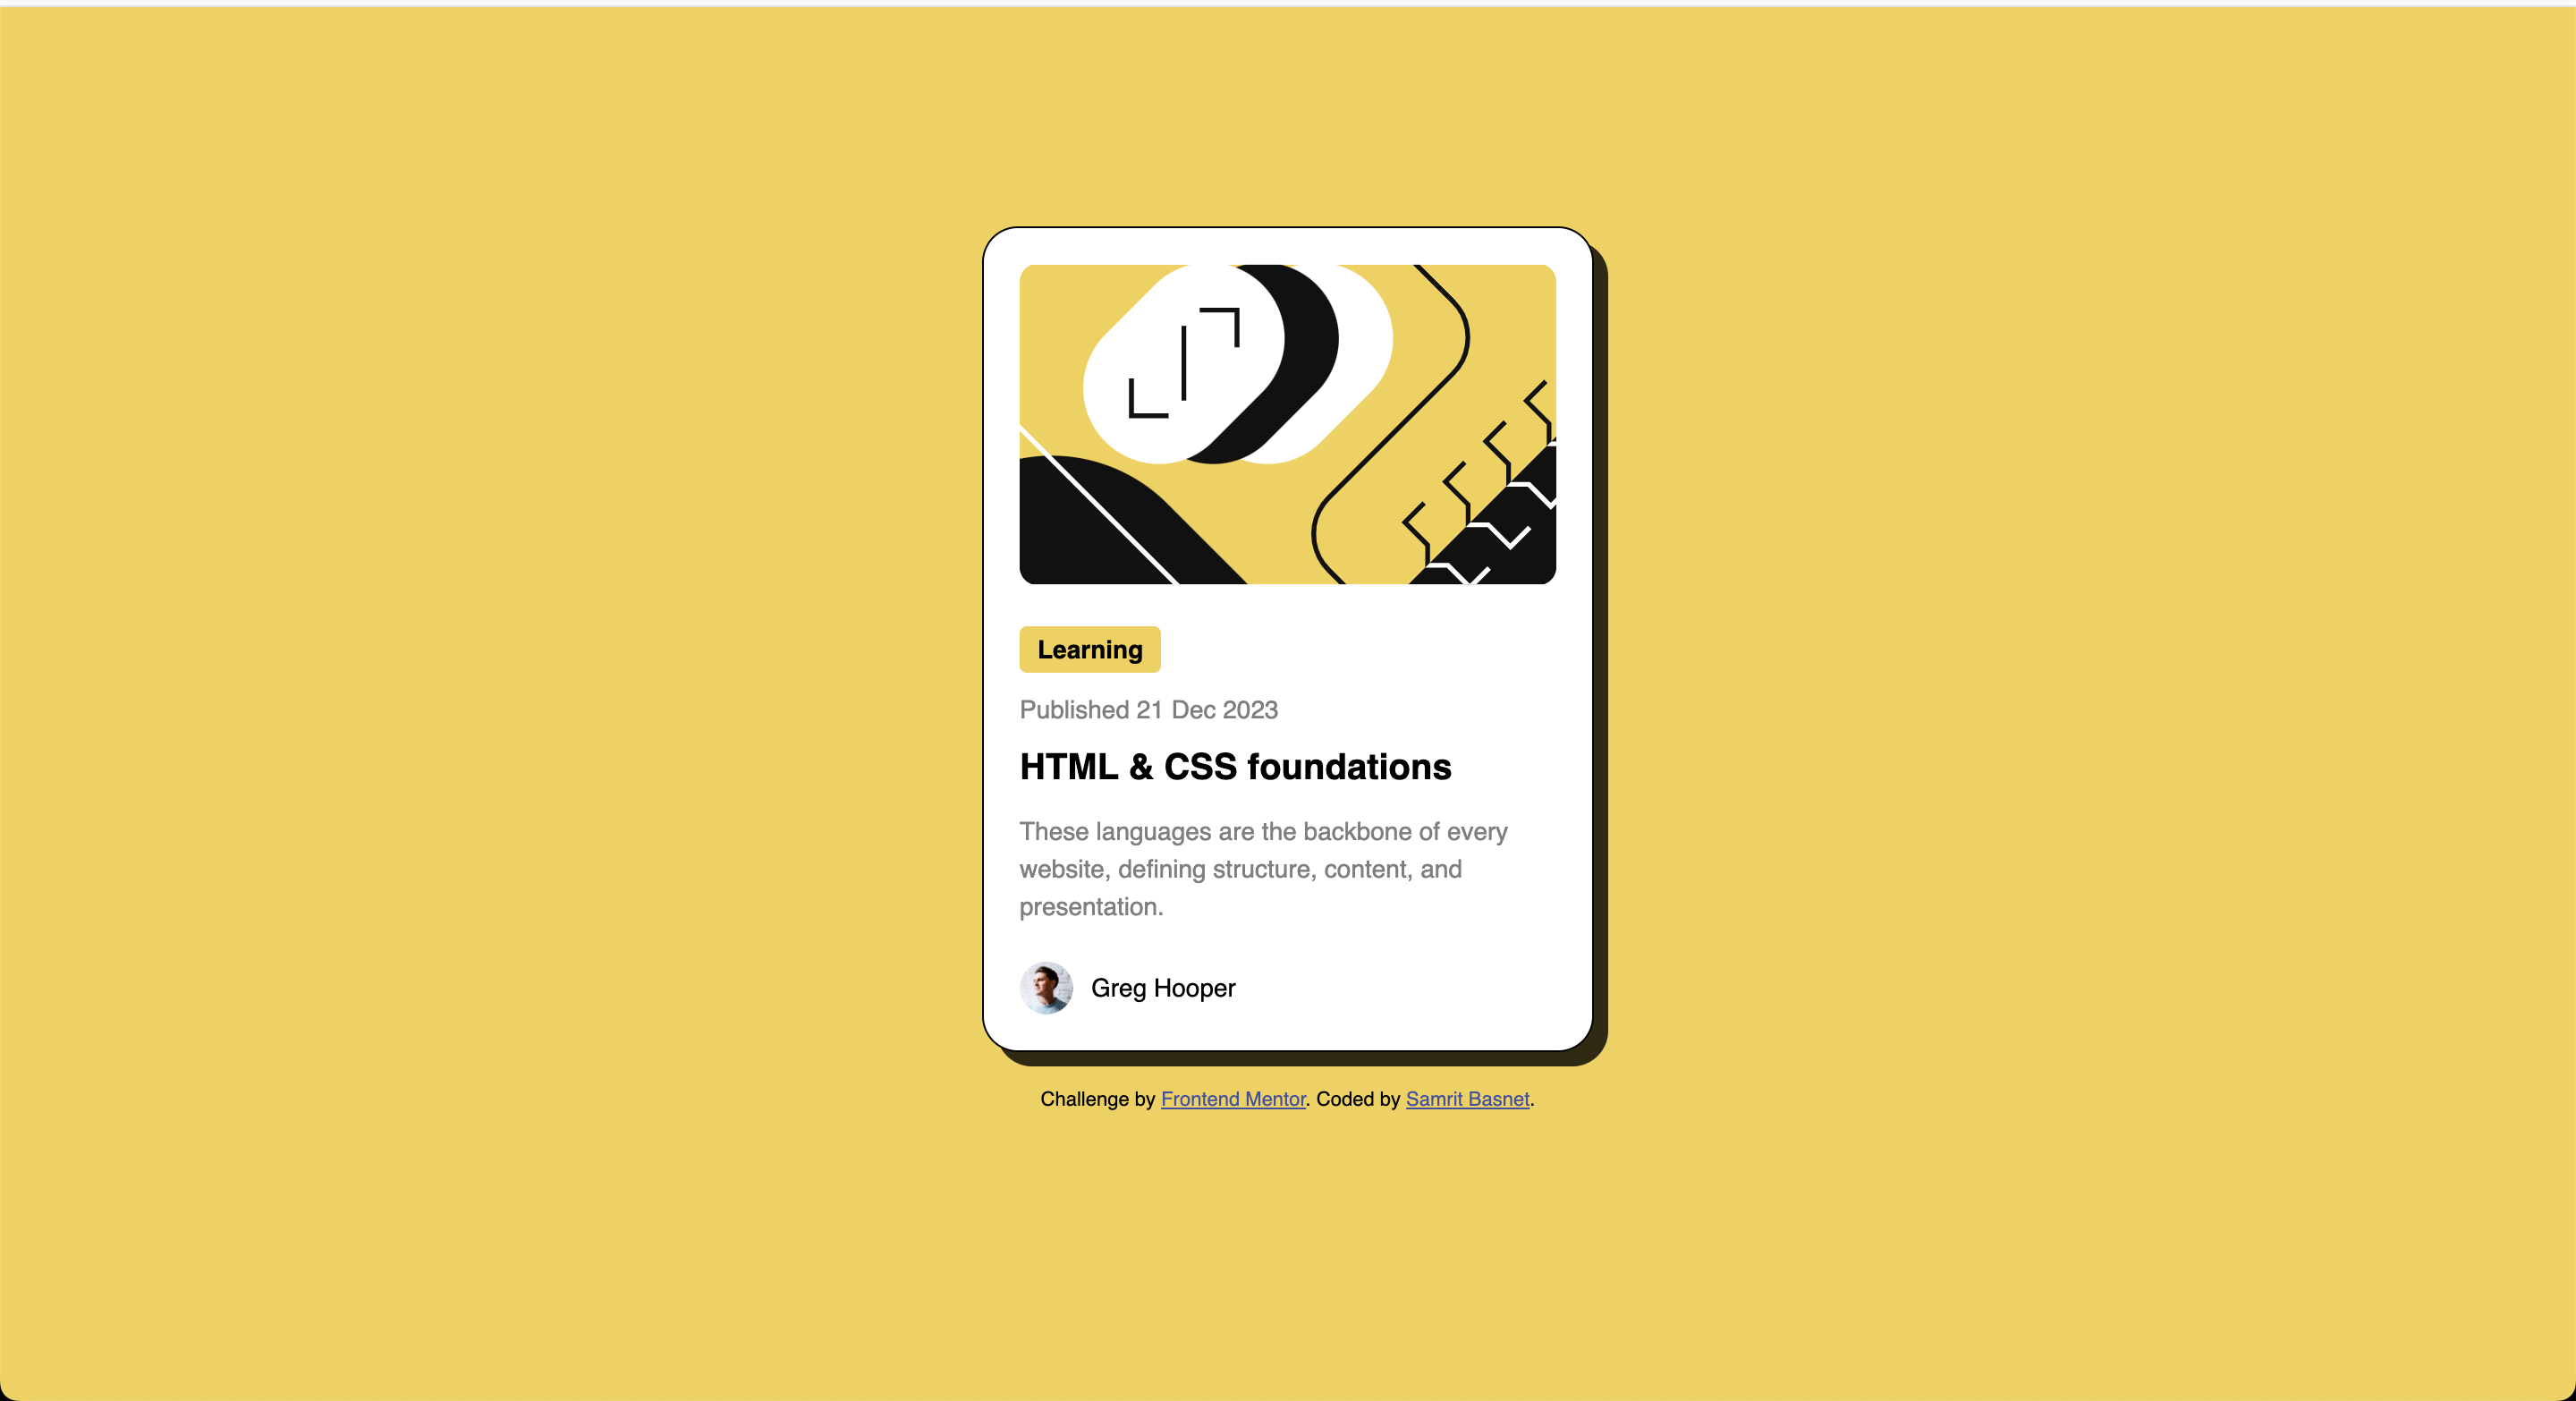 Learning
Published 21 Dec 2023
HTML & CSS foundations
These languages are the backbone of every
website, defining structure, content, and
presentation.
Greg Hooper
Challenge by Frontend Mentor. Coded by Samrit Basnet.